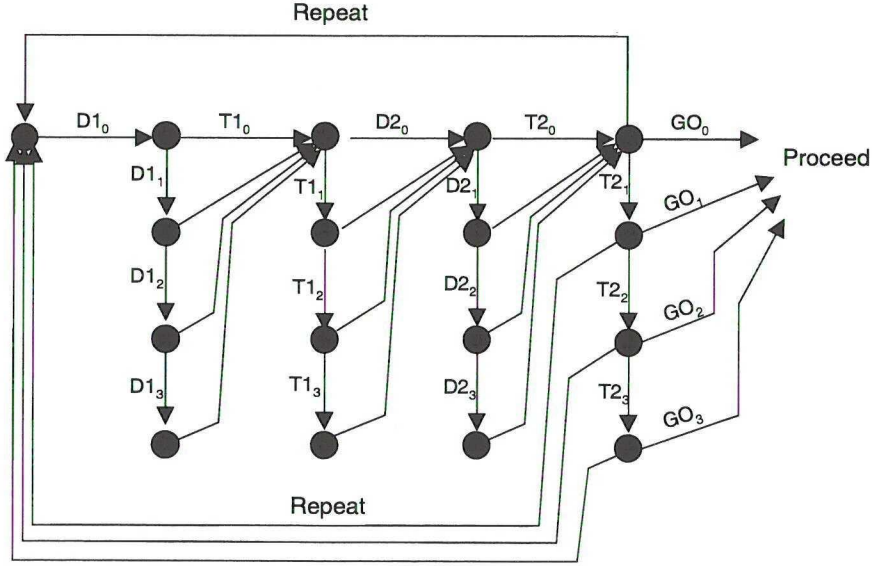 Repeat
D1₀ T1₀ D2₀ T2₀ GO₀
Proceed
D1₁ T1₁ D2₁ T2₁ GO₁
D1₂ T1₂ D2₂ T2₂ GO₂
D1₃ T1₃ D2₃ T2₃ GO₃
Repeat